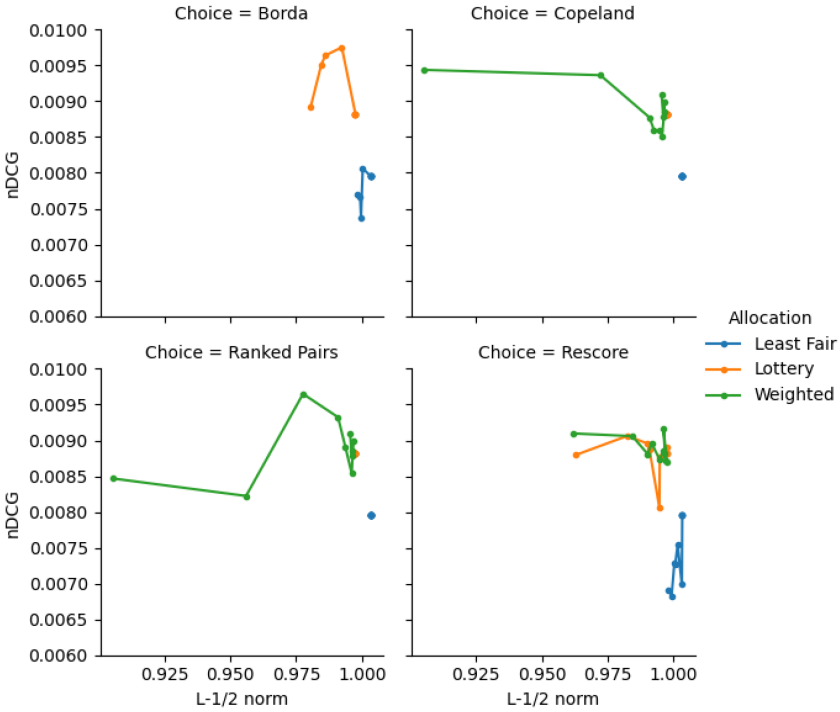 Choice = Borda
Choice = Copeland
0.0100
0.0095
0.0090
0.0085
0.0080
0.0075
0.0070
0.0065
0.0060
nDCG
Choice = Ranked Pairs
Choice = Rescore
0.0100
0.0095
0.0090
0.0085
0.0080
0.0075
0.0070
0.0065
0.0060
nDCG
0.925 0.950 0.975 1.000
L-1/2 norm
0.925 0.950 0.975 1.000
L-1/2 norm
Allocation
Least Fair
Lottery
Weighted